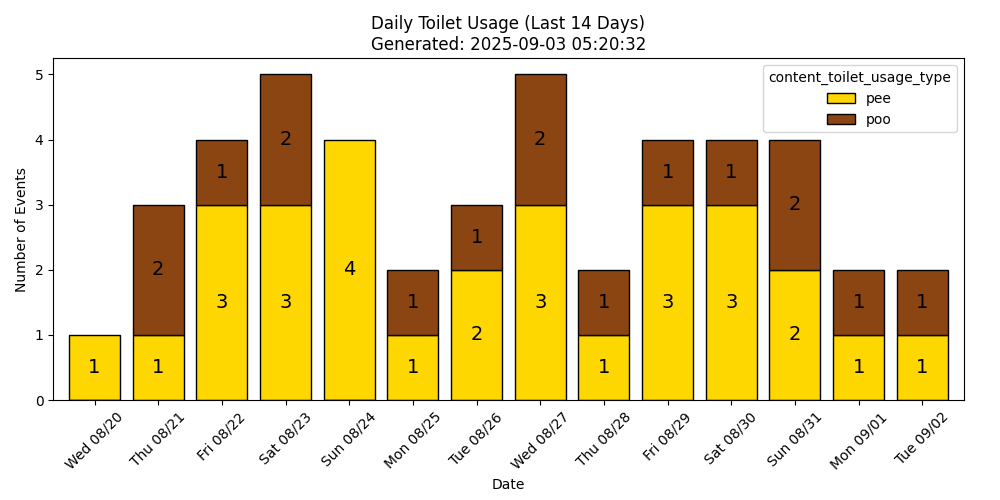 Daily Toilet Usage (Last 14 Days)
Generated: 2025-09-03 05:20:32
content_toilet_usage_type
pee
poo
Number of Events
5
4
3
2
1
0
2
2
1
1
1
2
1
1
2
1
1
1
1
3
3
4
1
2
3
1
3
3
2
1
1
Wed 08/20
Thu 08/21
Fri 08/22
Sat 08/23
Sun 08/24
Mon 08/25
Tue 08/26
Wed 08/27
Thu 08/28
Fri 08/29
Sat 08/30
Sun 08/31
Mon 09/01
Tue 09/02
Date